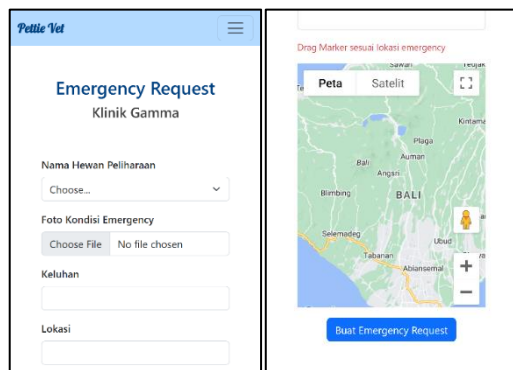 Pettie Vet
Emergency Request
Klinik Gamma
Nama Hewan Peliharaan
Choose...
Foto Kondisi Emergency
Choose File No file chosen
Keluhan
Lokasi
Drag Marker sesuai lokasi emergency
Sawan
Peta Satelit
Kintama
Plaga
Bali
Auman
Angsri
Blimbing
BALI
Selemadeg
Ubud
Tabanan
Abiansemal
Buat Emergency Request